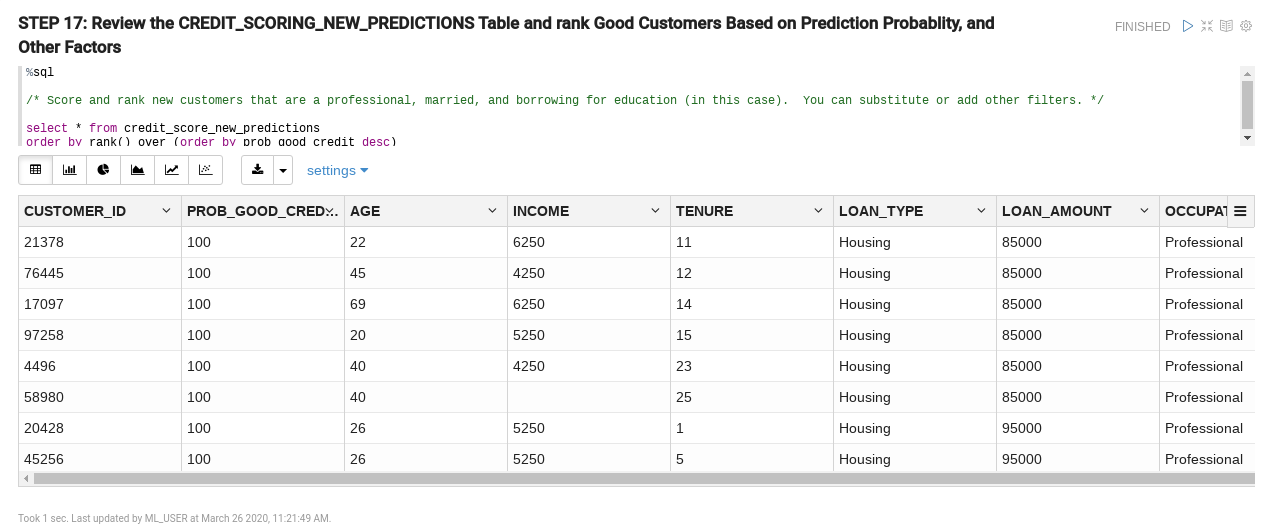 STEP 17: Review the CREDIT_SCORING_NEW_PREDICTIONS Table and rank Good Customers Based on Prediction Probablity, and
Other Factors
FINISHED
%sql
/* Score and rank new customers that are a professional, married, and borrowing for education (in this case).  You can substitute or add other filters. */
select * from credit_score_new_predictions
order by rank() over (order by prob_good_credit desc)
settings
CUSTOMER_ID PROB_GOOD_CRED... AGE INCOME TENURE LOAN_TYPE LOAN_AMOUNT OCCUPAT
21378 100 22 6250 11 Housing 85000 Professional
76445 100 45 4250 12 Housing 85000 Professional
17097 100 69 6250 14 Housing 85000 Professional
97258 100 20 5250 15 Housing 85000 Professional
4496 100 40 4250 23 Housing 85000 Professional
58980 100 40 25 Housing 85000 Professional
20428 100 26 5250 1 Housing 95000 Professional
45256 100 26 5250 5 Housing 95000 Professional
Took 1 sec. Last updated by ML_USER at March 26 2020, 11:21:49 AM.